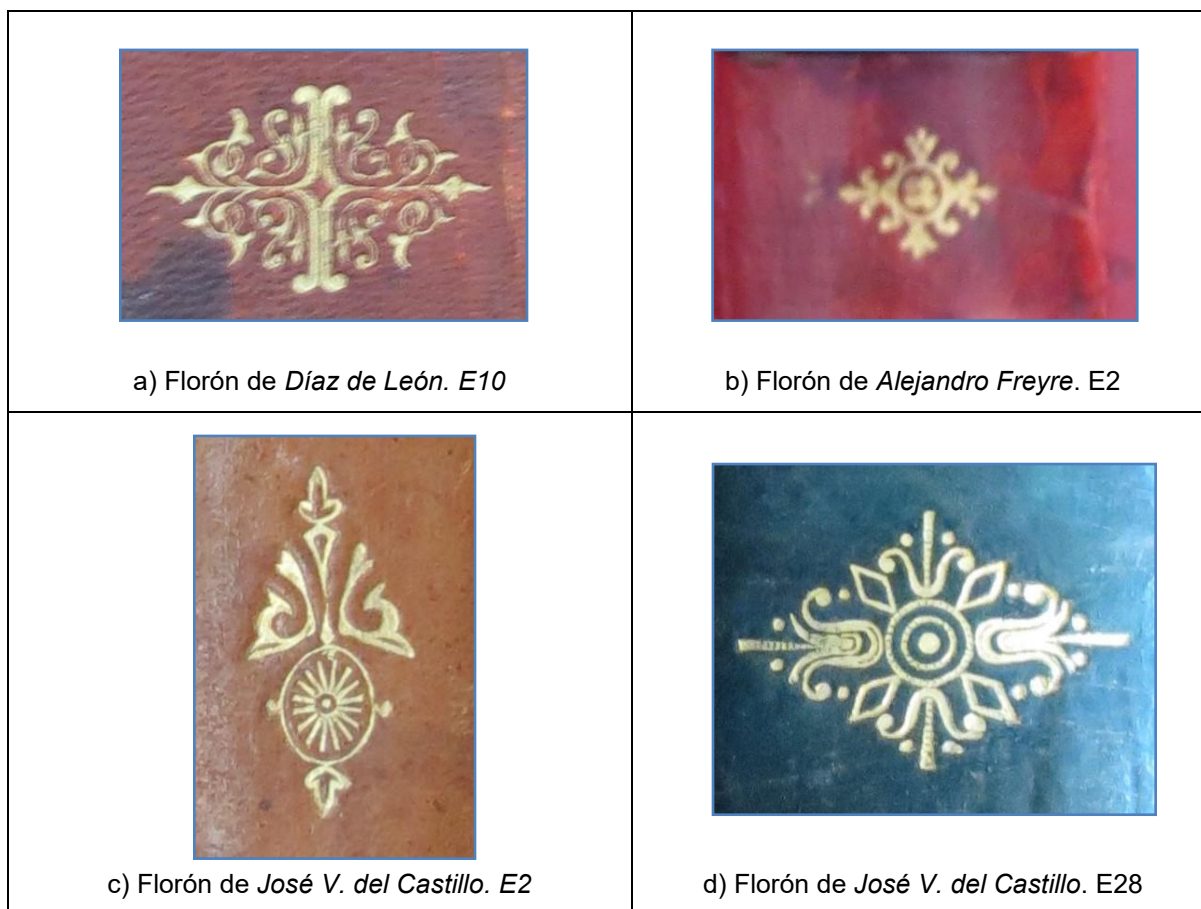 a) Florón de Díaz de León. E10
b) Florón de Alejandro Freyre. E2
c) Florón de José V. del Castillo. E2
d) Florón de José V. del Castillo. E28